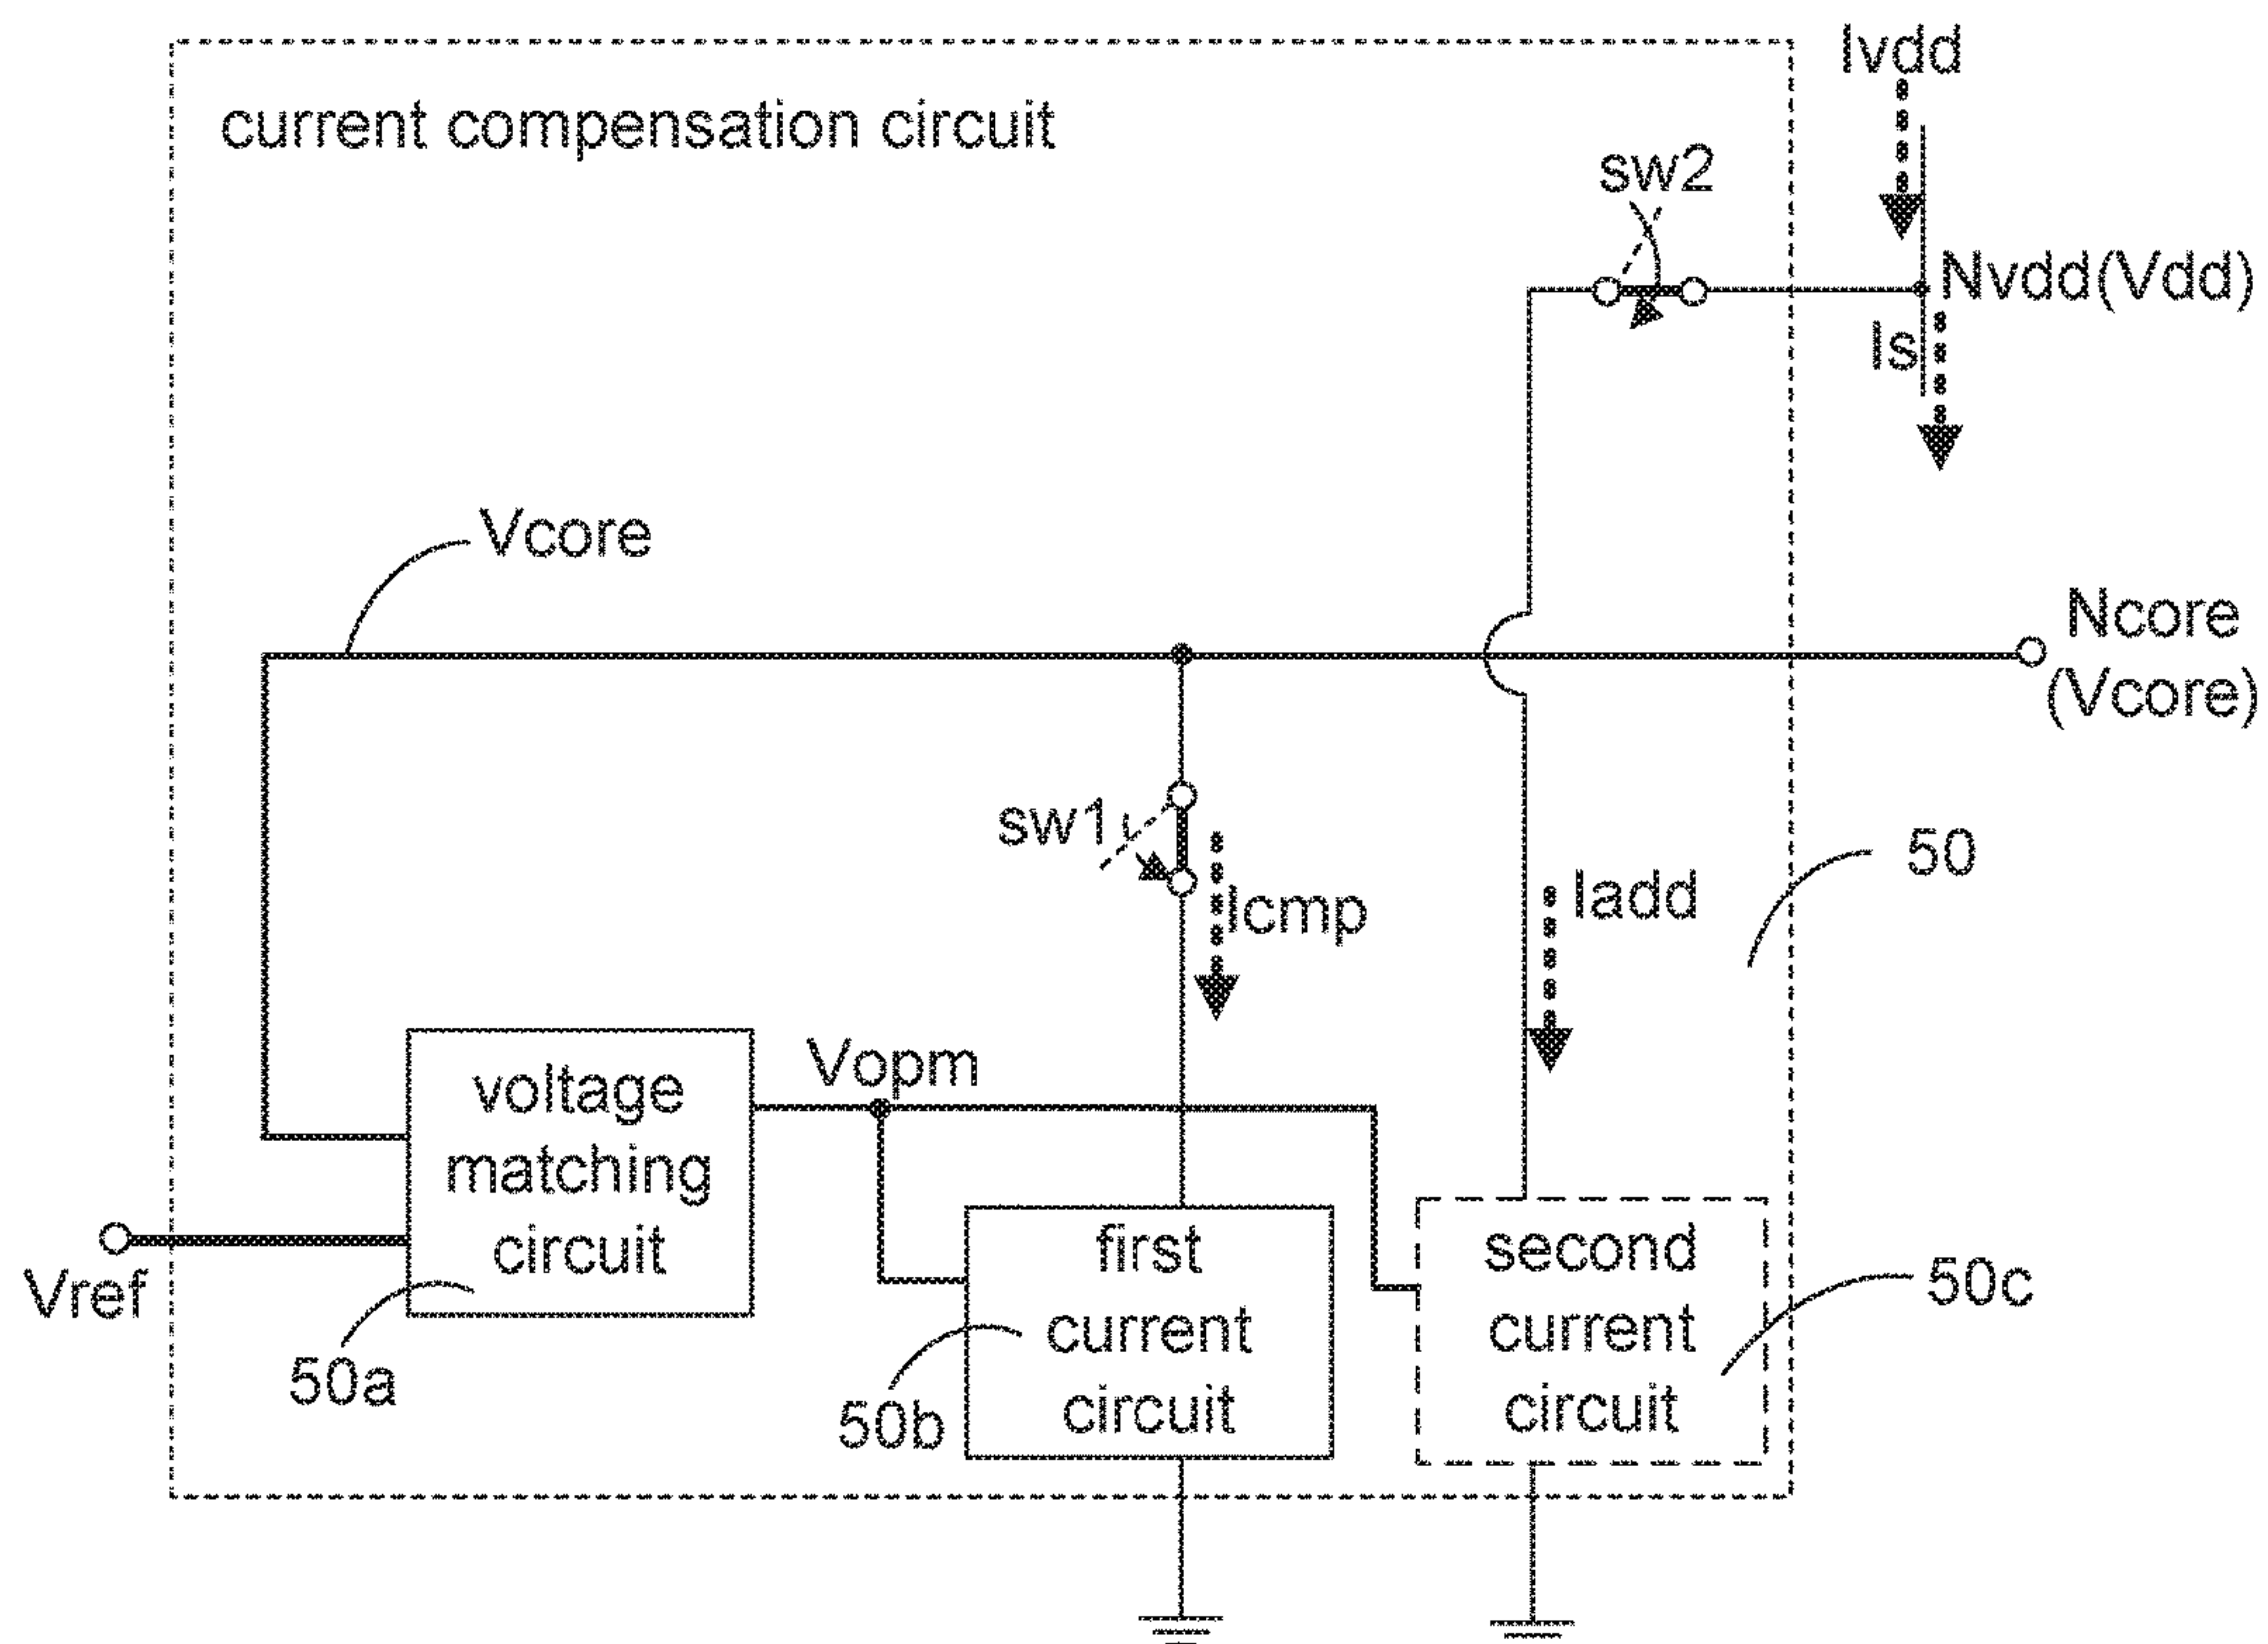 Ivdd
current compensation circuit
sw2
Nvdd(Vdd)
Is
Vcore
Ncore
(Vcore)
sw1
50
Iadd
Icmp
Vopm
voltage
matching
circuit
first
current
circuit
second
current
circuit
Vref
50a
50b
50c